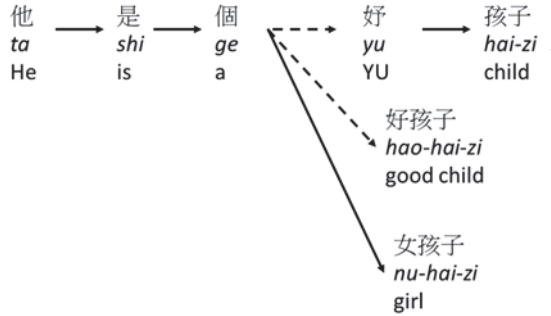 他 是 個 妤 孩子
ta shi ge yu hai-zi
He is a YU child
好孩子
hao-hai-zi
good child
女孩子
nu-hai-zi
girl